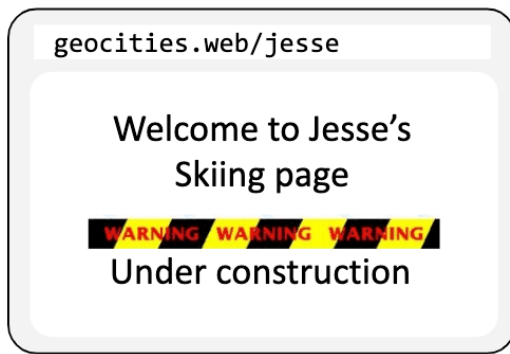 geocities.web/jesse
Welcome to Jesse’s
Skiing page
WARNING WARNING WARNING
Under construction